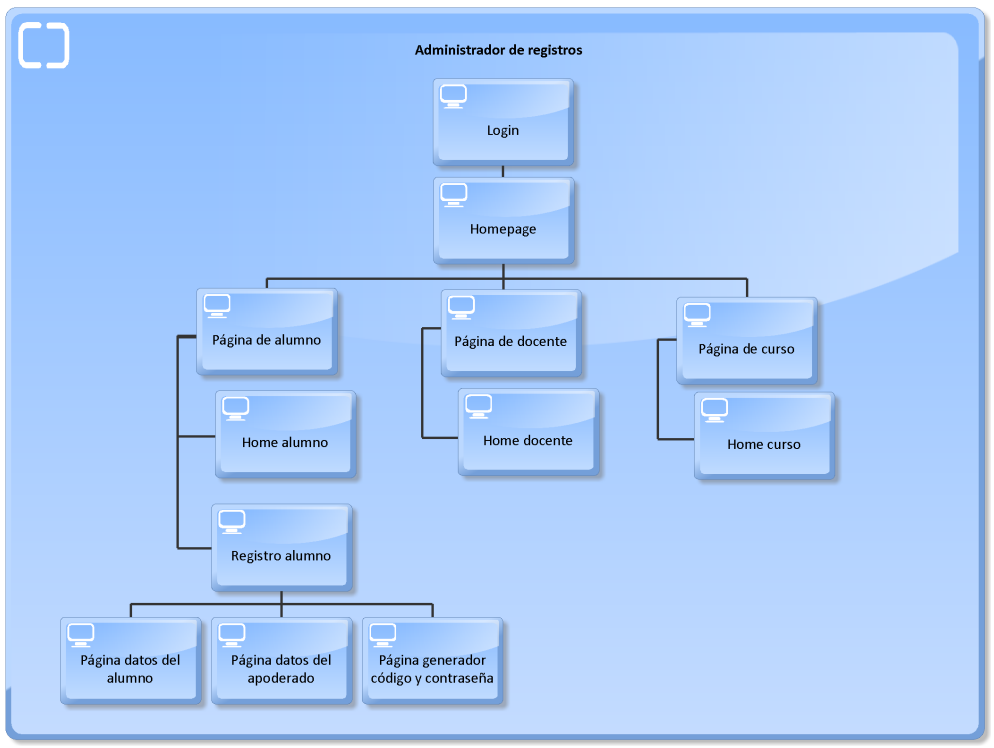 Administrador de registros
Login
Homepage
Página de alumno
Página de docente
Página de curso
Home alumno
Home docente
Home curso
Registro alumno
Página datos del
alumno
Página datos del
apoderado
Página generador
código y contraseña